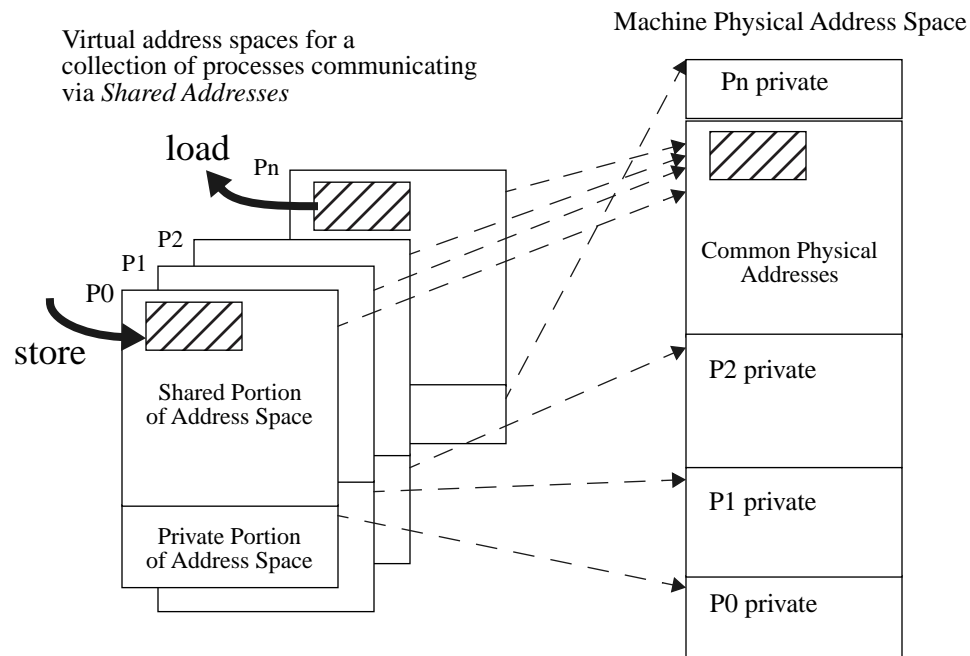 Machine Physical Address Space
Virtual address spaces for a
collection of processes communicating
via Shared Addresses
load
Pn
P2
P1
P0
store
Shared Portion
of Address Space
Private Portion
of Address Space
Pn private
Common Physical
Addresses
P2 private
P1 private
P0 private